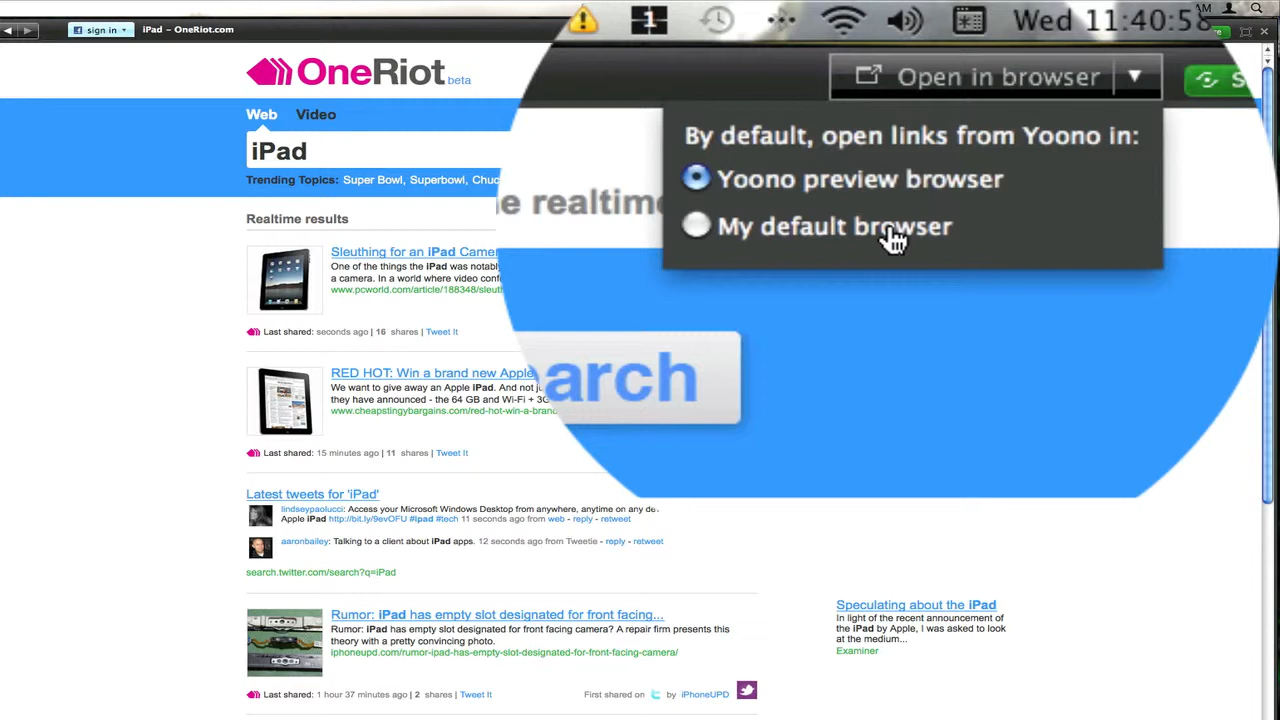 AM
1
Wed 11:40:58
sign in
iPad – OneRiot.com
Open in browser
S
OneRiot
beta
Web Video
By default, open links from Yoono in:
iPad
Yoono preview browser
Trending Topics: Super Bowl, Superbowl, Chuc
e realtime
My default browser
Realtime results
Sleuthing for an iPad Camer
One of the things the iPad was notably
a camera. In a world where video conf
www.pcworld.com/article/188348/sleut
Last shared: seconds ago | 16 shares | Tweet It
arch
RED HOT: Win a brand new Apple
We want to give away an Apple iPad. And not ju
they have announced - the 64 GB and Wi-Fi + 3G
www.cheapstingybargains.com/red-hot-win-a-brand
Last shared: 15 minutes ago | 11 shares | Tweet It
Latest tweets for 'iPad'
lindseypaolucci: Access your Microsoft Windows Desktop from anywhere, anytime on any de
Apple iPad http://bit.ly/9evOFU #ipad #tech 11 seconds ago from web - reply - retweet
aaronbailey: Talking to a client about iPad apps. 12 seconds ago from Tweetie - reply - retweet
search.twitter.com/search?q=iPad
Rumor: iPad has empty slot designated for front facing...
Rumor: iPad has empty slot designated for front facing camera? A repair firm presents this
theory with a pretty convincing photo.
iphoneupd.com/rumor-ipad-has-empty-slot-designated-for-front-facing-camera/
Last shared: 1 hour 37 minutes ago | 2 shares | Tweet It
First shared on by iPhoneUPD
Speculating about the iPad
In light of the recent announcement of
the iPad by Apple, I was asked to look
at the medium...
Examiner